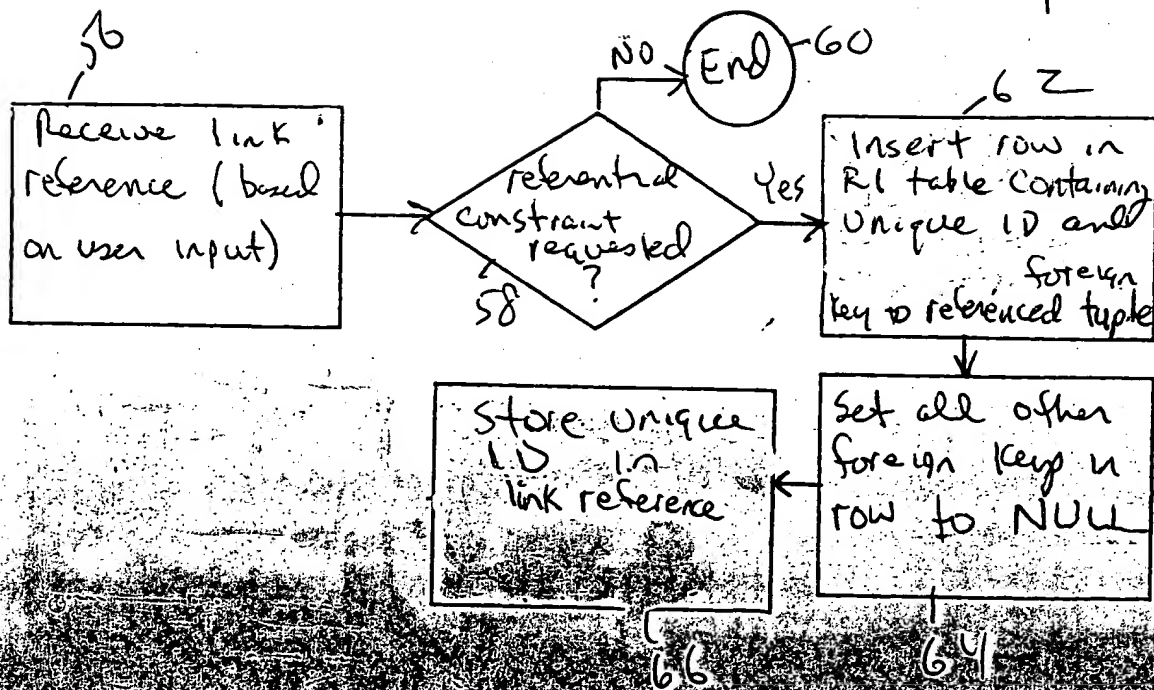 56
Receive link
reference (based
on user input)
referential
constraint
requested
?
58
NO
End
60
Yes
62
Insert row in
RI table containing
Unique ID and
foreign
key to referenced tuple
Set all other
foreign keys in
row to NULL
64
Store unique
ID in
link reference
66